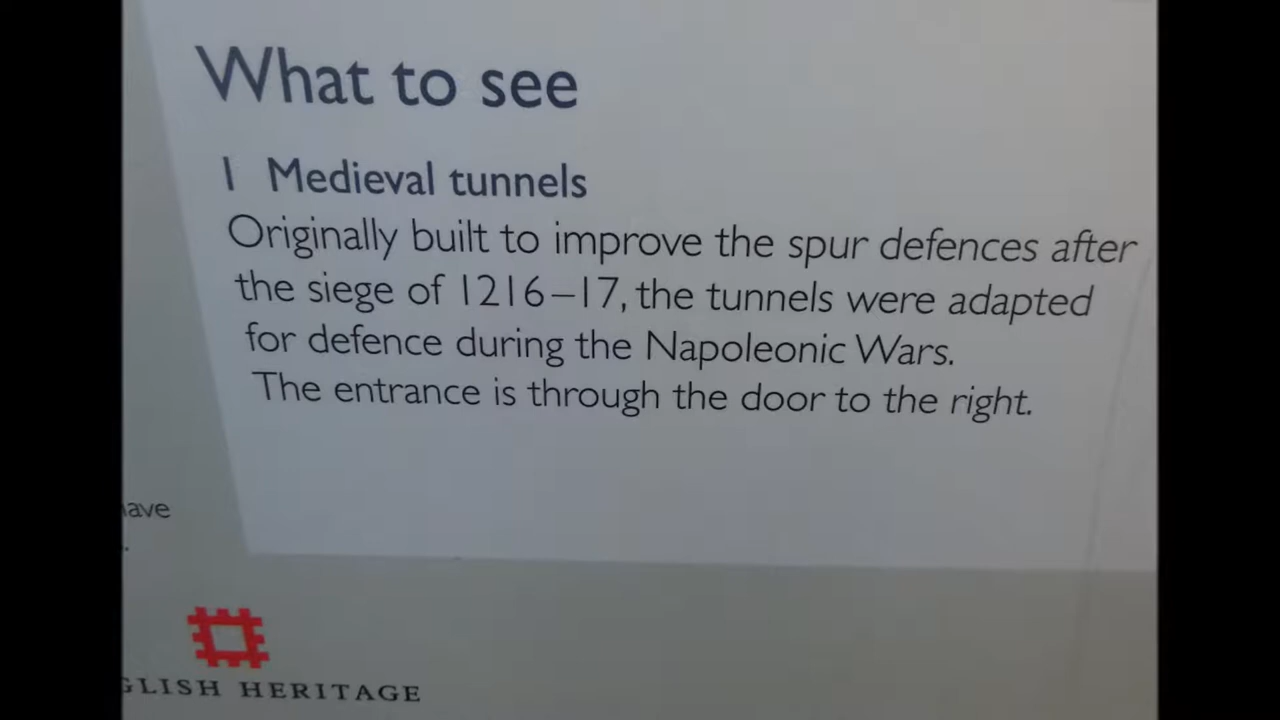 What to see
1 Medieval tunnels
Originally built to improve the spur defences after
the siege of 1216–17, the tunnels were adapted
for defence during the Napoleonic Wars.
The entrance is through the door to the right.
ave
.
GLISH HERITAGE